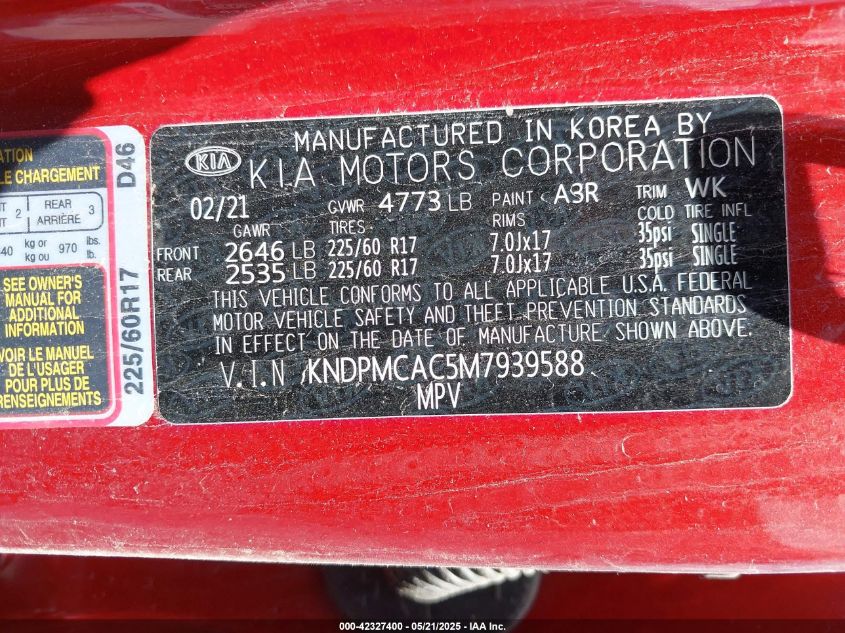 ATION
LE CHARGEMENT
2
REAR
ARRIÈRE
3
40
kg or
kg ou
970
lbs.
lb.
SEE OWNER'S
MANUAL FOR
ADDITIONAL
INFORMATION
VOIR LE MANUEL
DE L'USAGER
POUR PLUS DE
RENSEIGNEMENTS
225/60R17
D46
MANUFACTURED IN KOREA BY
KIA KIA MOTORS CORPORATION
02/21 GVWR 4773 LB PAINT A3R TRIM WK
GAWR TIRES RIMS COLD TIRE INFL
FRONT 2646 LB 225/60 R17 7.0Jx17 35psi SINGLE
REAR 2535 LB 225/60 R17 7.0Jx17 35psi SINGLE
THIS VEHICLE CONFORMS TO ALL APPLICABLE U.S.A. FEDERAL
MOTOR VEHICLE SAFETY AND THEFT PREVENTION STANDARDS
IN EFFECT ON THE DATE OF MANUFACTURE SHOWN ABOVE.
V.I.N KNDPMCAC5M7939588
MPV
000-42327400 - 05/21/2025 - IAA Inc.